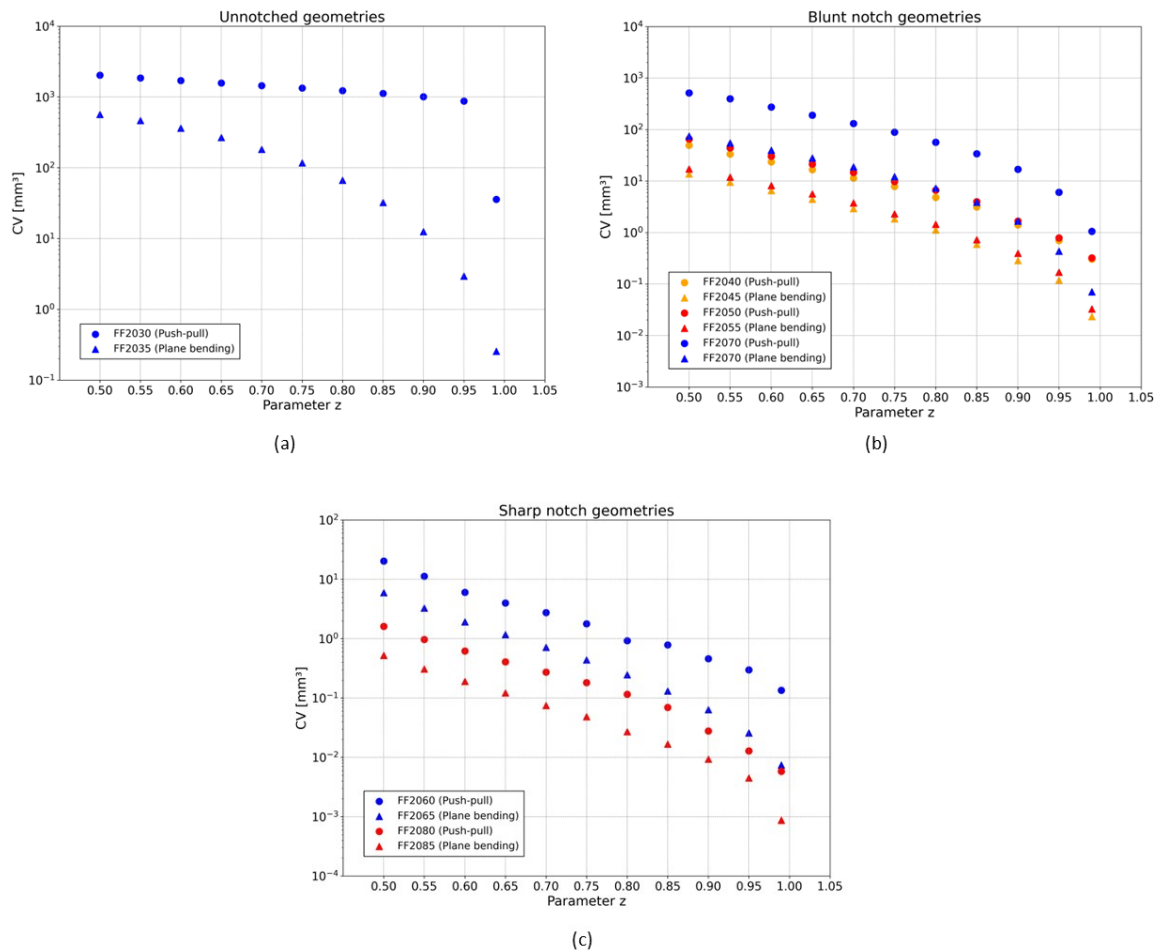 Unnotched geometries
CV [mm³]
10⁴
10³
10²
10¹
10⁰
10⁻¹
FF2030 (Push-pull)
FF2035 (Plane bending)
0.50 0.55 0.60 0.65 0.70 0.75 0.80 0.85 0.90 0.95 1.00 1.05
Parameter z
(a)
Blunt notch geometries
CV [mm³]
10⁴
10³
10²
10¹
10⁰
10⁻¹
10⁻²
10⁻³
FF2040 (Push-pull)
FF2045 (Plane bending)
FF2050 (Push-pull)
FF2055 (Plane bending)
FF2070 (Push-pull)
FF2070 (Plane bending)
0.50 0.55 0.60 0.65 0.70 0.75 0.80 0.85 0.90 0.95 1.00 1.05
Parameter z
(b)
Sharp notch geometries
CV [mm³]
10²
10¹
10⁰
10⁻¹
10⁻²
10⁻³
10⁻⁴
FF2060 (Push-pull)
FF2065 (Plane bending)
FF2080 (Push-pull)
FF2085 (Plane bending)
0.50 0.55 0.60 0.65 0.70 0.75 0.80 0.85 0.90 0.95 1.00 1.05
Parameter z
(c)